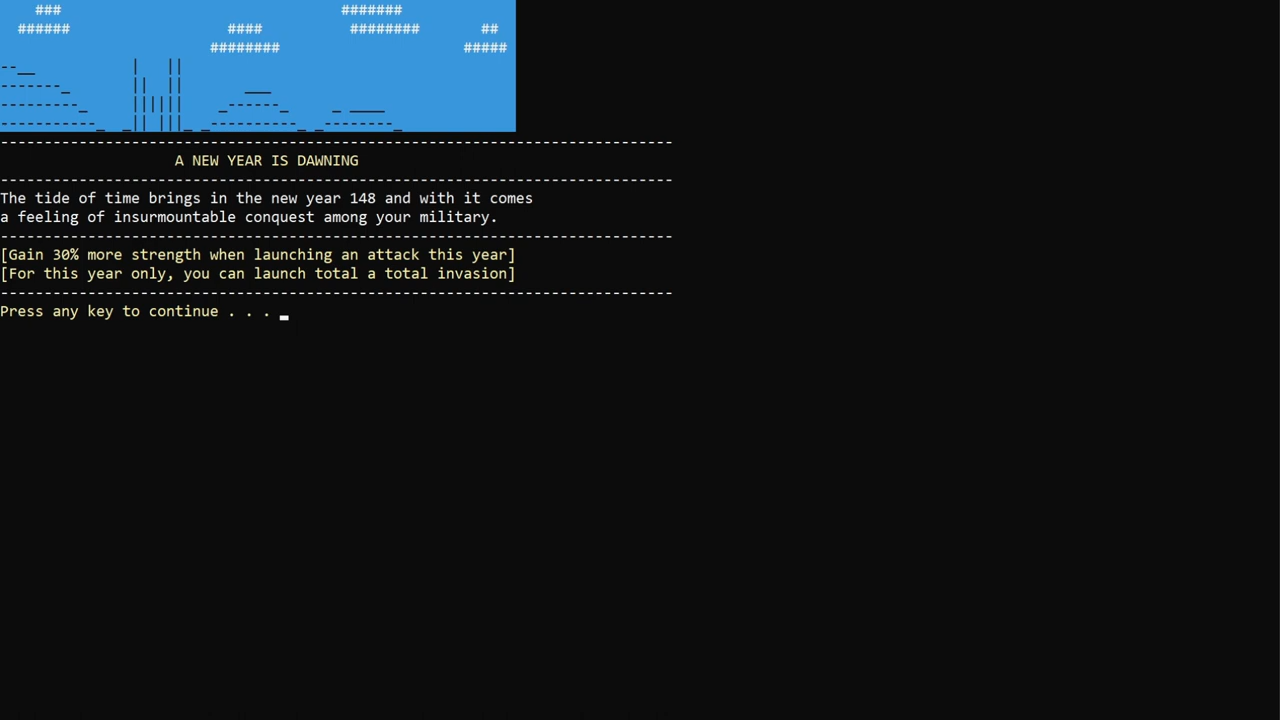 A NEW YEAR IS DAWNING
The tide of time brings in the new year 148 and with it comes
a feeling of insurmountable conquest among your military.
[Gain 30% more strength when launching an attack this year]
[For this year only, you can launch total a total invasion]
Press any key to continue . . .